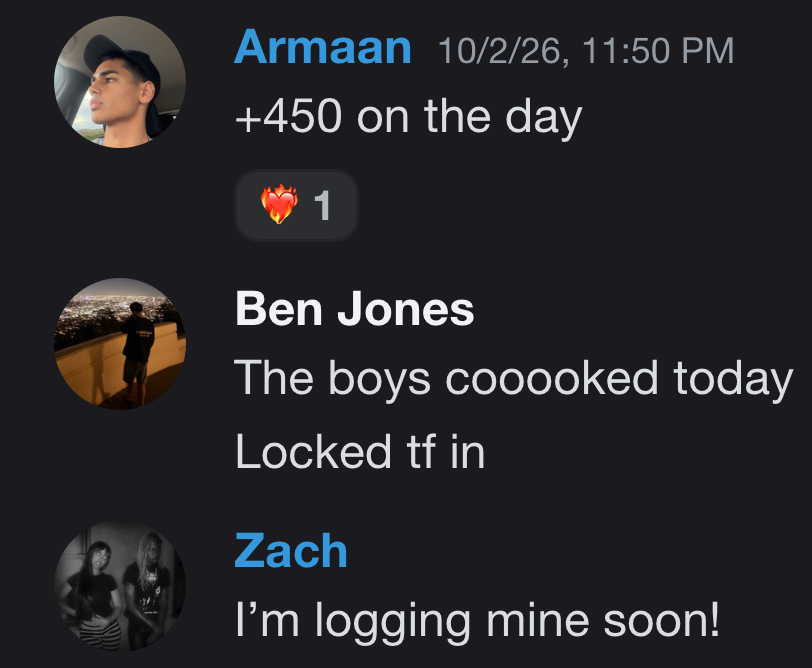 Armaan 10/2/26, 11:50 PM
+450 on the day
❤️‍🔥 1
Ben Jones
The boys cooooked today
Locked tf in
Zach
I’m logging mine soon!